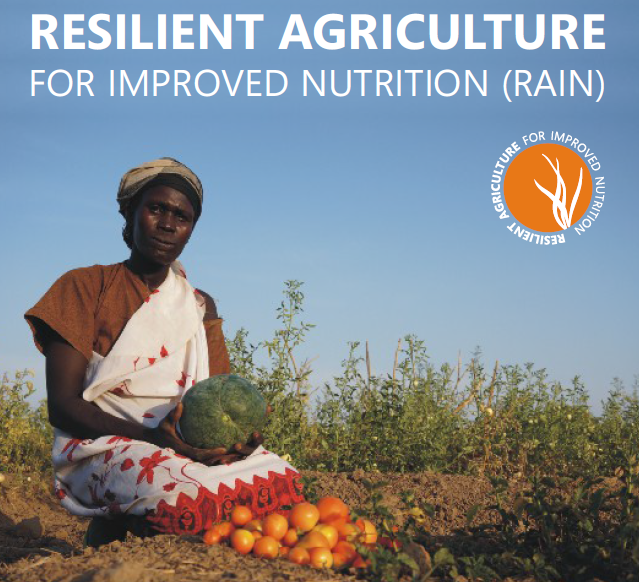 RESILIENT AGRICULTURE
FOR IMPROVED NUTRITION (RAIN)
RESILIENT AGRICULTURE FOR IMPROVED NUTRITION